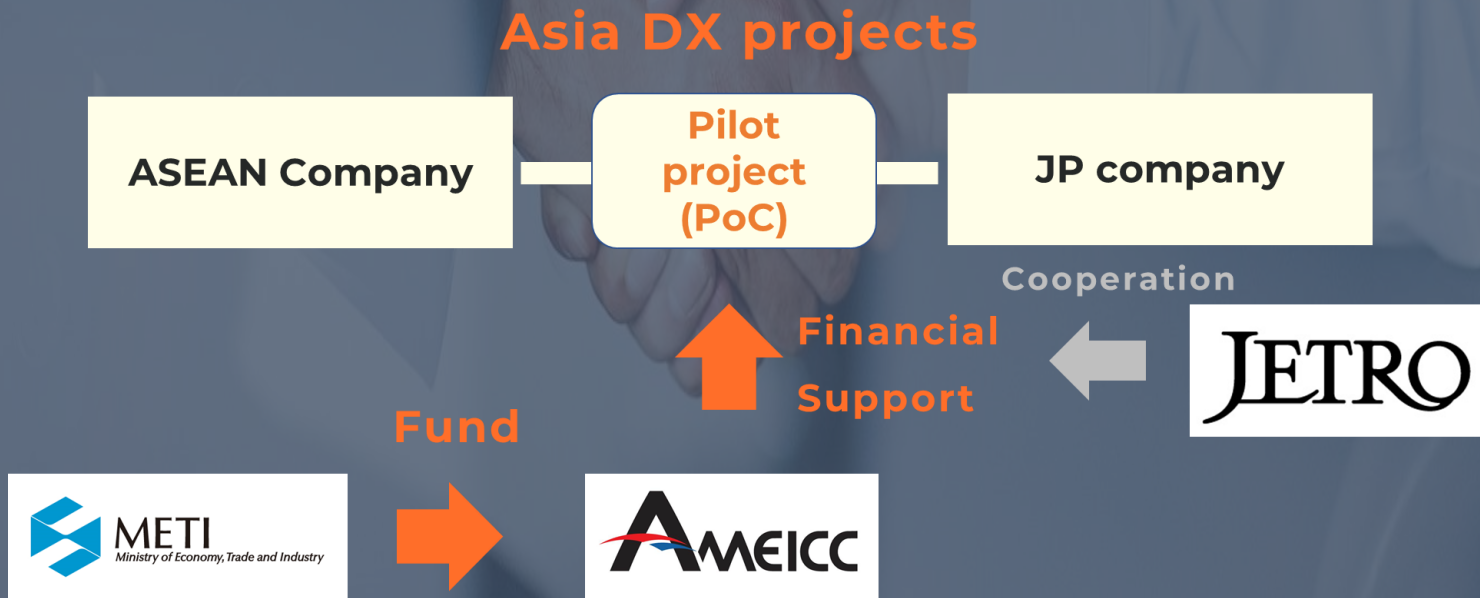 Asia DX projects
ASEAN Company
Pilot
project
(PoC)
JP company
Cooperation
Financial
Support
JETRO
Fund
METI
Ministry of Economy, Trade and Industry
AMEICC